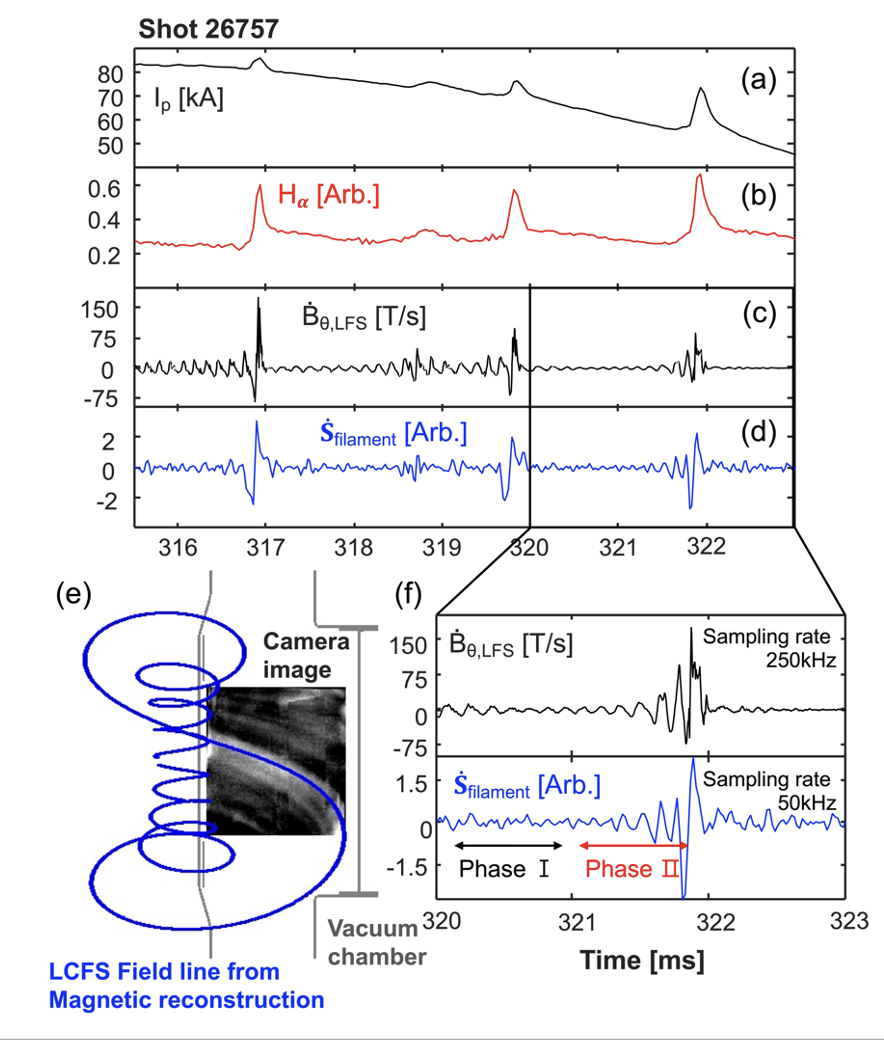 Shot 26757
80
70
60
50
Iₚ [kA]
(a)
0.6
0.4
0.2
Hα [Arb.]
(b)
150
75
0
-75
Ḃθ,LFS [T/s]
(c)
2
0
-2
Ṡfilament [Arb.]
(d)
316 317 318 319 320 321 322
(e)
Camera
image
Vacuum
chamber
LCFS Field line from
Magnetic reconstruction
(f)
150
75
0
-75
Ḃθ,LFS [T/s]
Sampling rate
250kHz
1.5
0
-1.5
Ṡfilament [Arb.]
Sampling rate
50kHz
Phase Ⅰ
Phase Ⅱ
320 321 322 323
Time [ms]